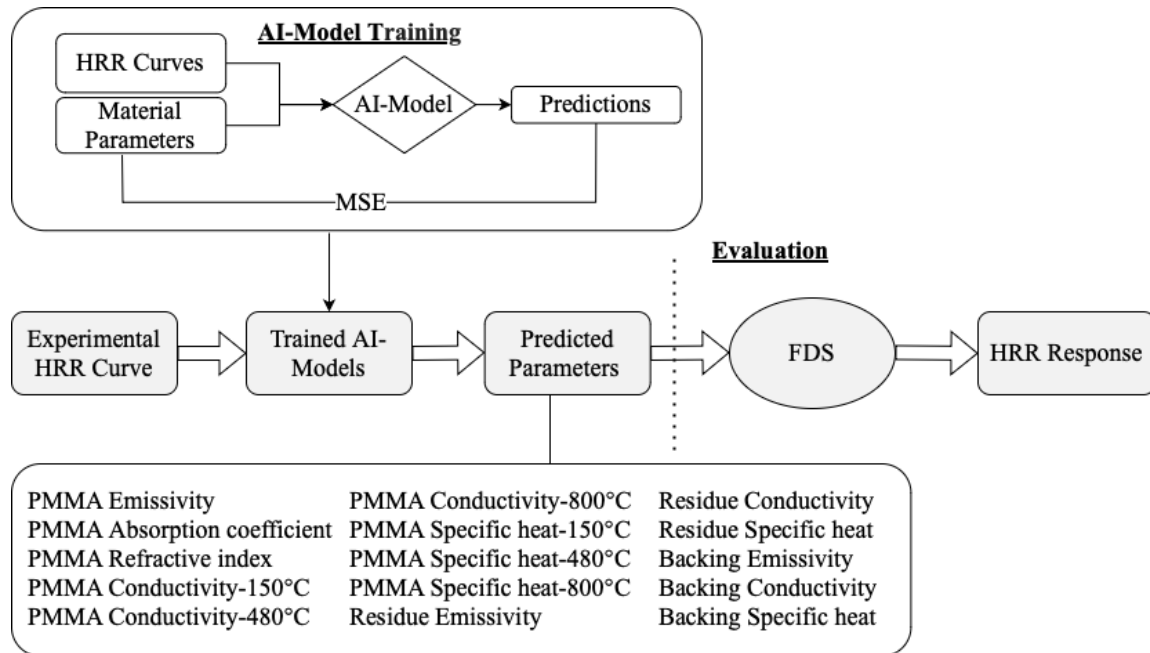 AI-Model Training
HRR Curves
Material
Parameters
AI-Model
Predictions
MSE
Evaluation
Experimental
HRR Curve
Trained AI-
Models
Predicted
Parameters
FDS
HRR Response
PMMA Emissivity
PMMA Absorption coefficient
PMMA Refractive index
PMMA Conductivity-150°C
PMMA Conductivity-480°C
PMMA Conductivity-800°C
PMMA Specific heat-150°C
PMMA Specific heat-480°C
PMMA Specific heat-800°C
Residue Emissivity
Residue Conductivity
Residue Specific heat
Backing Emissivity
Backing Conductivity
Backing Specific heat